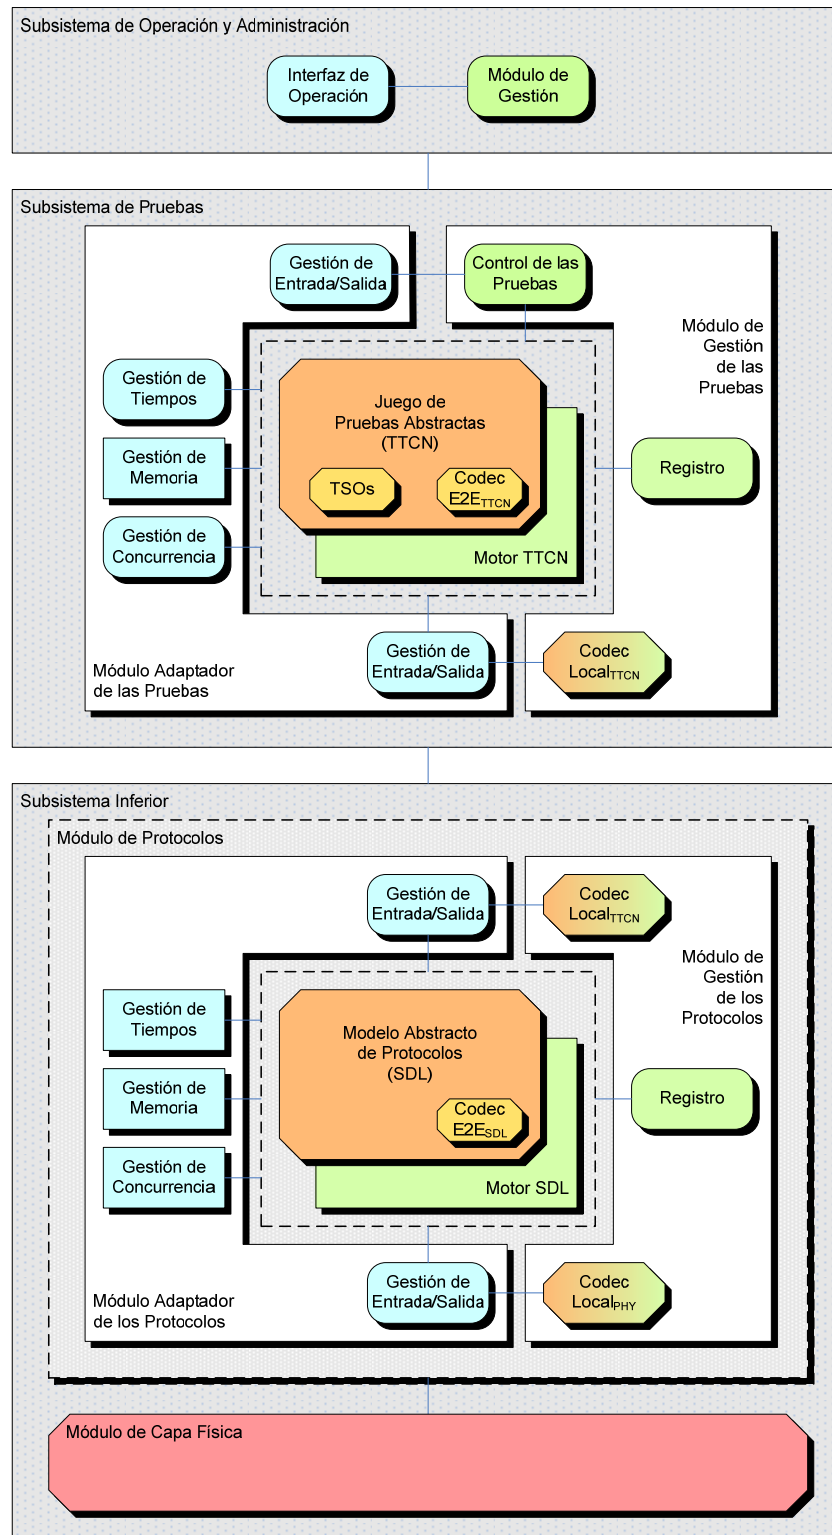 Subsistema de Operación y Administración
Interfaz de
Operación
Módulo de
Gestión
Subsistema de Pruebas
Gestión de
Entrada/Salida
Control de las
Pruebas
Módulo de
Gestión
de las
Pruebas
Gestión de
Tiempos
Juego de
Pruebas Abstractas
(TTCN)
Gestión de
Memoria
Registro
TSOs
Codec
E2ETTCN
Gestión de
Concurrencia
Motor TTCN
Gestión de
Entrada/Salida
Codec
LocalTTCN
Módulo Adaptador
de las Pruebas
Subsistema Inferior
Módulo de Protocolos
Gestión de
Entrada/Salida
Codec
LocalTTCN
Módulo de
Gestión
de los
Protocolos
Gestión de
Tiempos
Modelo Abstracto
de Protocolos
(SDL)
Gestión de
Memoria
Registro
Codec
E2ESDL
Gestión de
Concurrencia
Motor SDL
Gestión de
Entrada/Salida
Codec
LocalPHY
Módulo Adaptador
de los Protocolos
Módulo de Capa Física